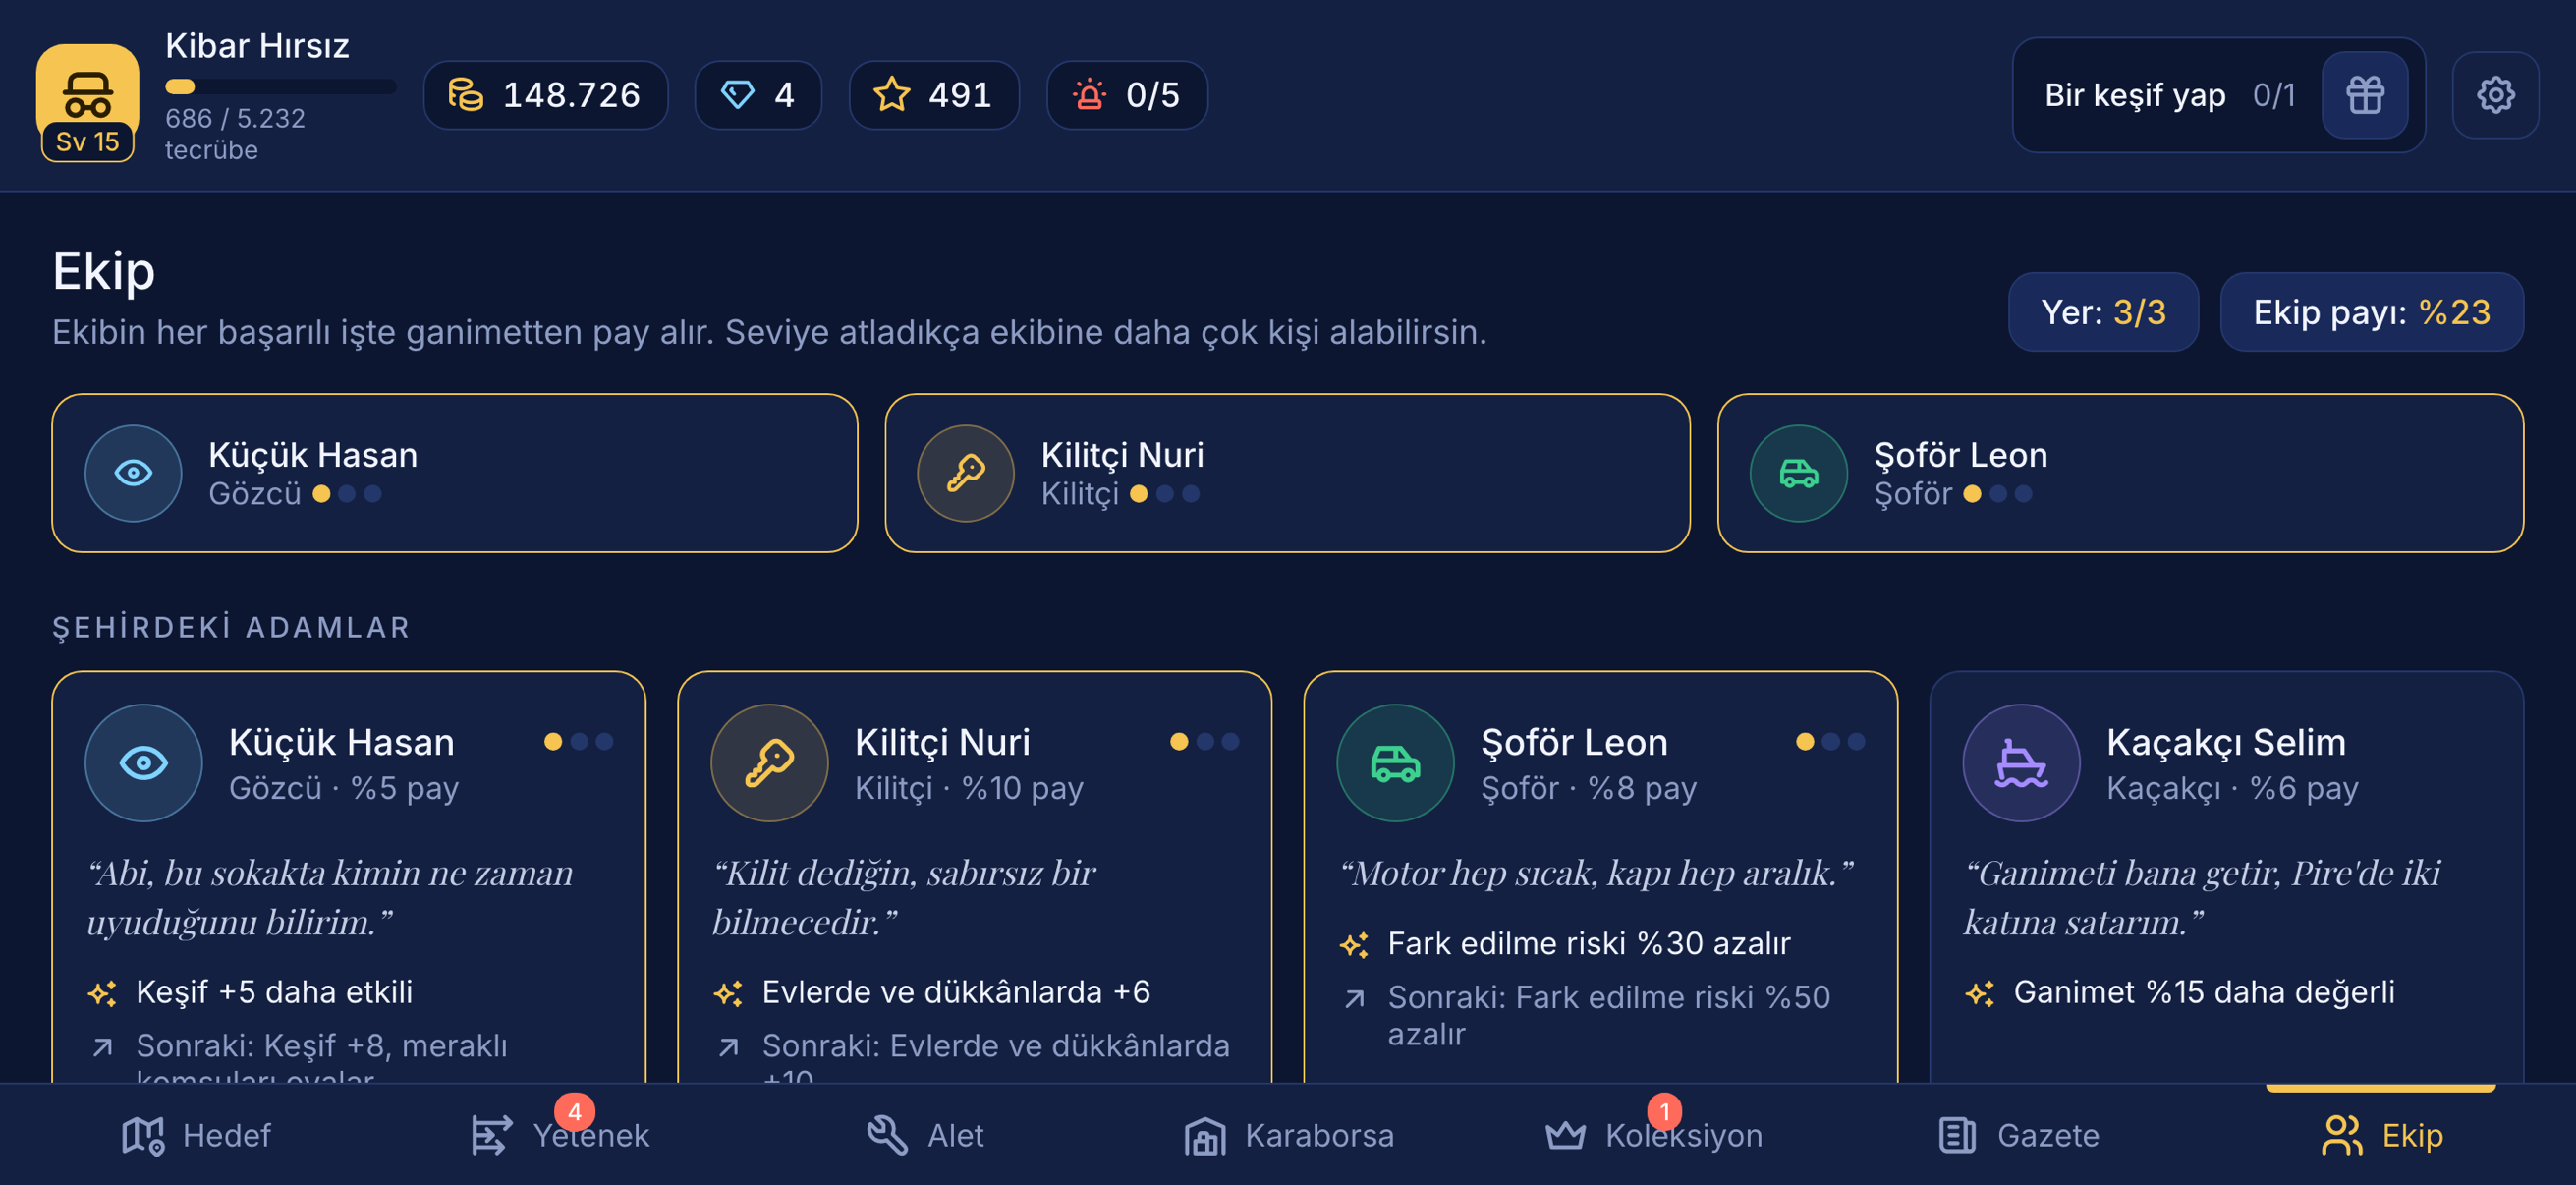 Kibar Hırsız
686 / 5.232
tecrübe
Sv 15
148.726
4
491
0/5
Bir keşif yap 0/1
Ekip
Ekibin her başarılı işte ganimetten pay alır. Seviye atladıkça ekibine daha çok kişi alabilirsin.
Yer: 3/3
Ekip payı: %23
Küçük Hasan
Gözcü
Kilitçi Nuri
Kilitçi
Şoför Leon
Şoför
ŞEHİRDEKİ ADAMLAR
Küçük Hasan
Gözcü · %5 pay
“Abi, bu sokakta kimin ne zaman
uyuduğunu bilirim.”
Keşif +5 daha etkili
Sonraki: Keşif +8, meraklı
komşuları oyalar
Kilitçi Nuri
Kilitçi · %10 pay
“Kilit dediğin, sabırsız bir
bilmecedir.”
Evlerde ve dükkânlarda +6
Sonraki: Evlerde ve dükkânlarda
+10
Şoför Leon
Şoför · %8 pay
“Motor hep sıcak, kapı hep aralık.”
Fark edilme riski %30 azalır
Sonraki: Fark edilme riski %50
azalır
Kaçakçı Selim
Kaçakçı · %6 pay
“Ganimeti bana getir, Pire'de iki
katına satarım.”
Ganimet %15 daha değerli
Hedef
4
Yetenek
Alet
Karaborsa
1
Koleksiyon
Gazete
Ekip